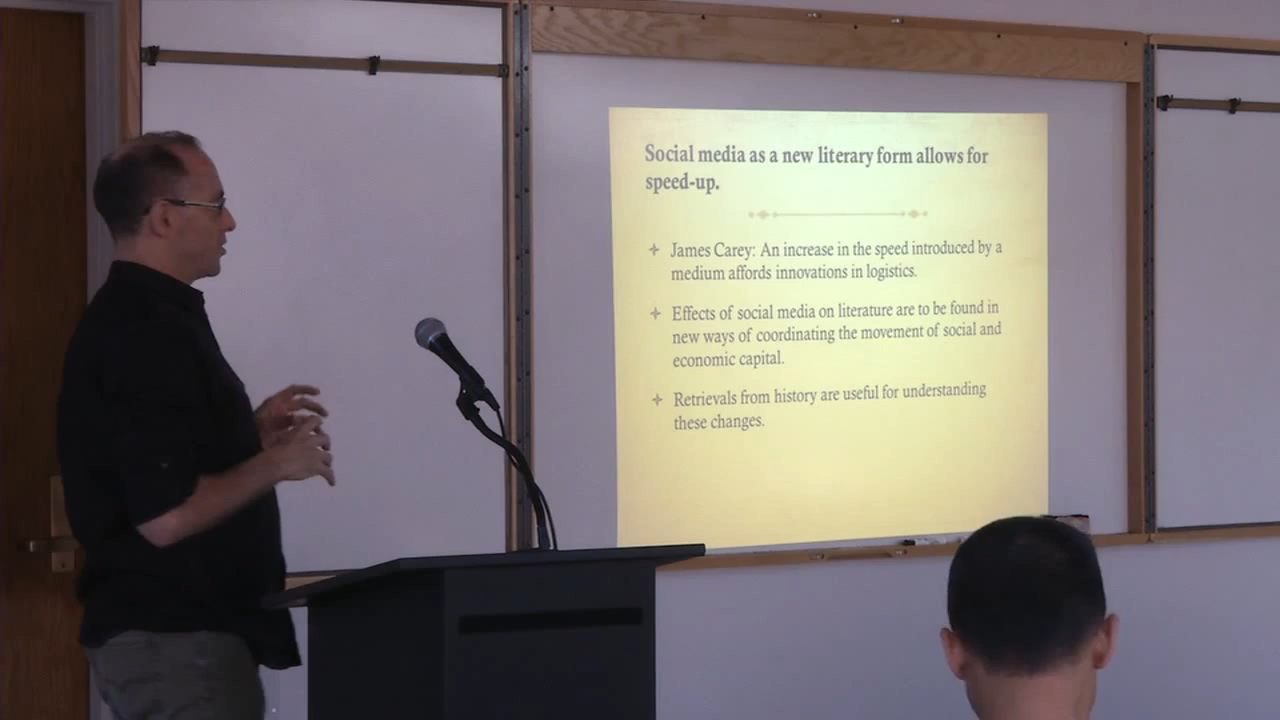 Social media as a new literary form allows for
speed-up.
James Carey: An increase in the speed introduced by a
medium affords innovations in logistics.
Effects of social media on literature are to be found in
new ways of coordinating the movement of social and
economic capital.
Retrievals from history are useful for understanding
these changes.